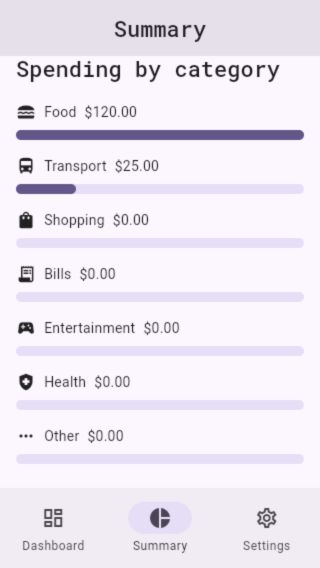 Summary
Spending by category
Food $120.00
Transport $25.00
Shopping $0.00
Bills $0.00
Entertainment $0.00
Health $0.00
Other $0.00
Dashboard Summary Settings